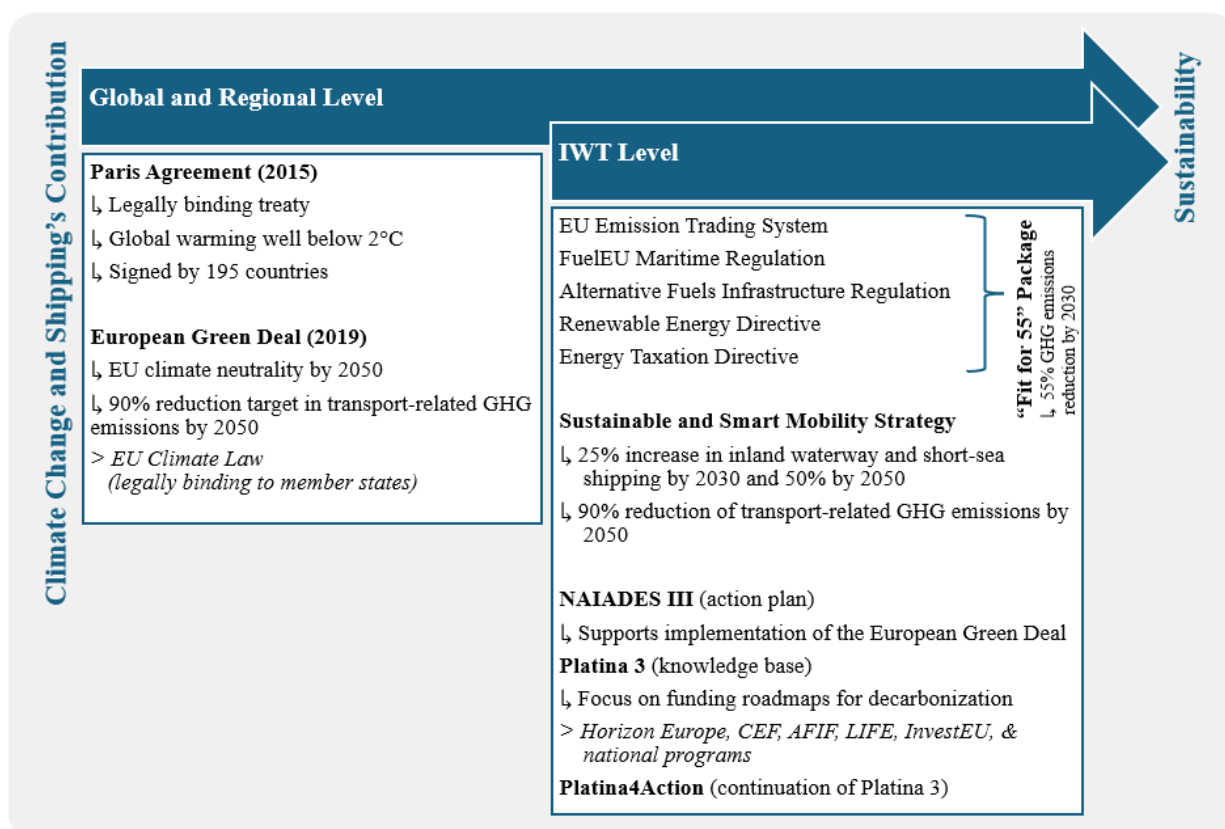 Climate Change and Shipping's Contribution
Global and Regional Level
Paris Agreement (2015)
↳ Legally binding treaty
↳ Global warming well below 2°C
↳ Signed by 195 countries
European Green Deal (2019)
↳ EU climate neutrality by 2050
↳ 90% reduction target in transport-related GHG
emissions by 2050
> EU Climate Law
(legally binding to member states)
IWT Level
EU Emission Trading System
FuelEU Maritime Regulation
Alternative Fuels Infrastructure Regulation
Renewable Energy Directive
Energy Taxation Directive
"Fit for 55" Package
↳ 55% GHG emissions
reduction by 2030
Sustainable and Smart Mobility Strategy
↳ 25% increase in inland waterway and short-sea
shipping by 2030 and 50% by 2050
↳ 90% reduction of transport-related GHG emissions by
2050
NAIADES III (action plan)
↳ Supports implementation of the European Green Deal
Platina 3 (knowledge base)
↳ Focus on funding roadmaps for decarbonization
> Horizon Europe, CEF, AFIF, LIFE, InvestEU, &
national programs
Platina4Action (continuation of Platina 3)
Sustainability